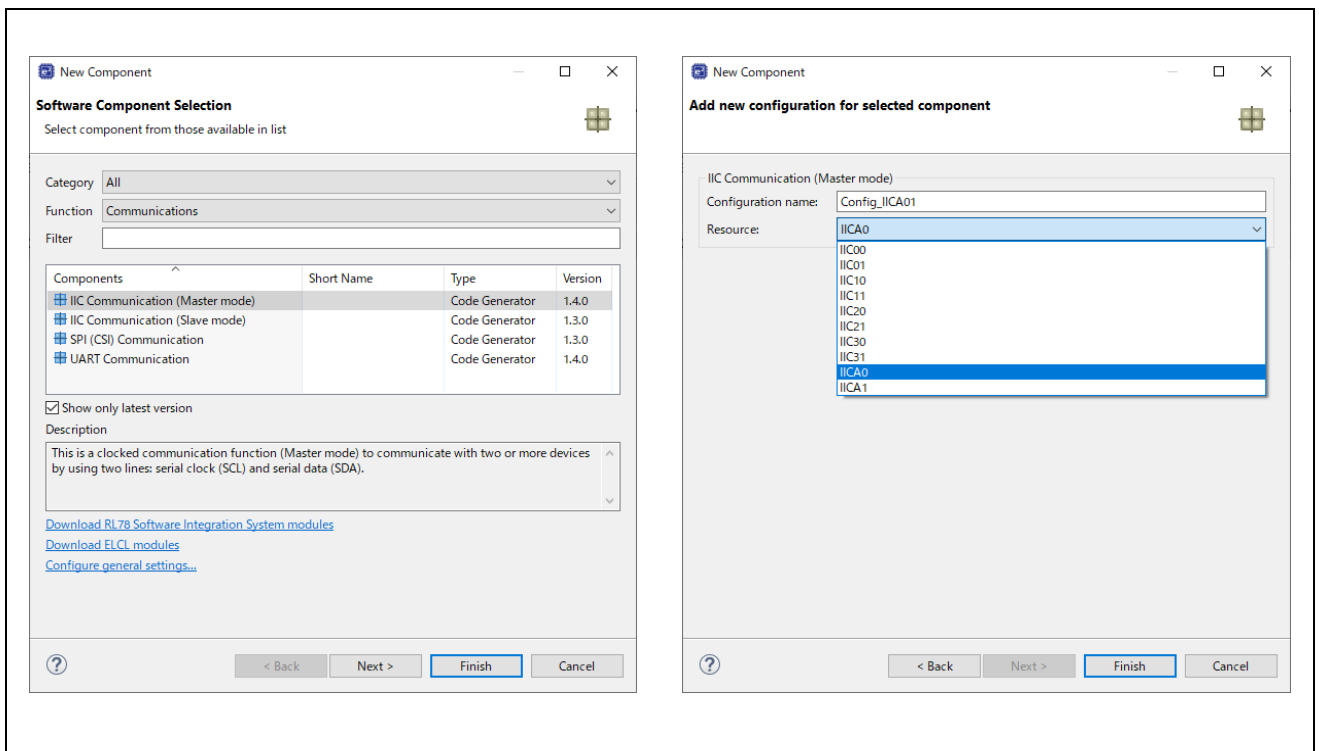 New Component
Software Component Selection
Select component from those available in list
Category All
Function Communications
Filter
Components Short Name Type Version
IIC Communication (Master mode) Code Generator 1.4.0
IIC Communication (Slave mode) Code Generator 1.3.0
SPI (CSI) Communication Code Generator 1.3.0
UART Communication Code Generator 1.4.0
Show only latest version
Description
This is a clocked communication function (Master mode) to communicate with two or more devices
by using two lines: serial clock (SCL) and serial data (SDA).
Download RL78 Software Integration System modules
Download ELCL modules
Configure general settings...
? < Back Next > Finish Cancel
New Component
Add new configuration for selected component
IIC Communication (Master mode)
Configuration name: Config_IICA01
Resource: IICA0
IIC00
IIC01
IIC10
IIC11
IIC20
IIC21
IIC30
IIC31
IICA0
IICA1
? < Back Next > Finish Cancel